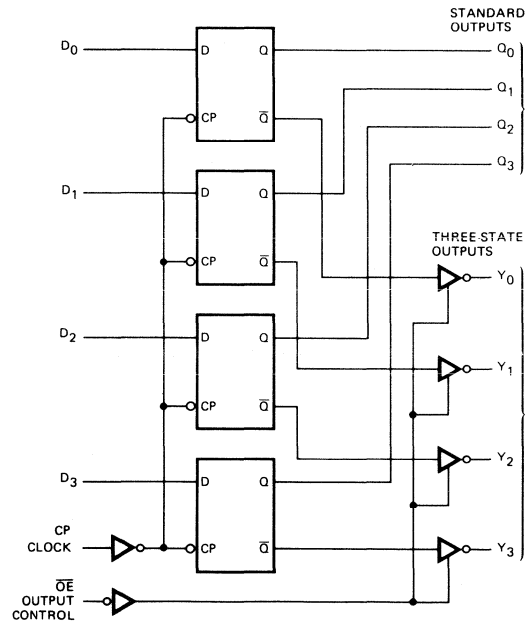 STANDARD
OUTPUTS
D0
D
Q
Q0
Q1
CP
Q̅
Q2
Q3
D1
D
Q
THREE-STATE
OUTPUTS
CP
Q̅
Y0
D2
D
Q
Y1
CP
Q̅
Y2
D3
D
Q
CP
CLOCK
CP
Q̅
Y3
O̅E̅
OUTPUT
CONTROL